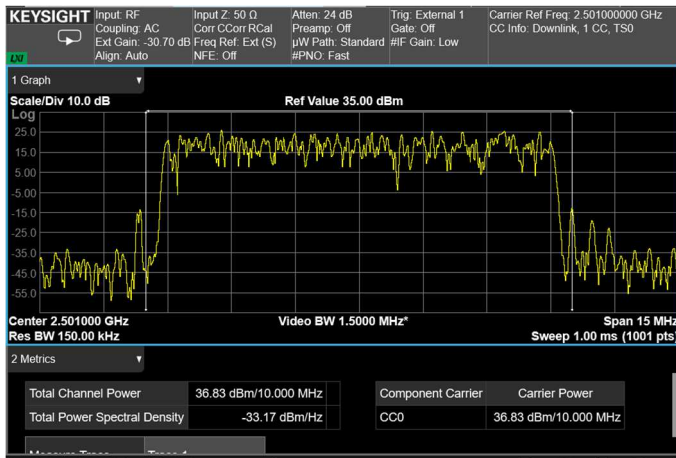 KEYSIGHT Input: RF Input Z: 50 Ω Atten: 24 dB Trig: External 1 Carrier Ref Freq: 2.501000000 GHz
Coupling: AC Corr CCorr RCal Preamp: Off Gate: Off CC Info: Downlink, 1 CC, TS0
Ext Gain: -30.70 dB Freq Ref: Ext (S) µW Path: Standard #IF Gain: Low
LXI Align: Auto NFE: Off #PNO: Fast
1 Graph
Scale/Div 10.0 dB Ref Value 35.00 dBm
Log
25.0
15.0
5.00
-5.00
-15.0
-25.0
-35.0
-45.0
-55.0
Center 2.501000 GHz Video BW 1.5000 MHz* Span 15 MHz
Res BW 150.00 kHz Sweep 1.00 ms (1001 pts)
2 Metrics
Total Channel Power 36.83 dBm/10.000 MHz Component Carrier Carrier Power
Total Power Spectral Density -33.17 dBm/Hz CC0 36.83 dBm/10.000 MHz
Measure Trace Trace 1